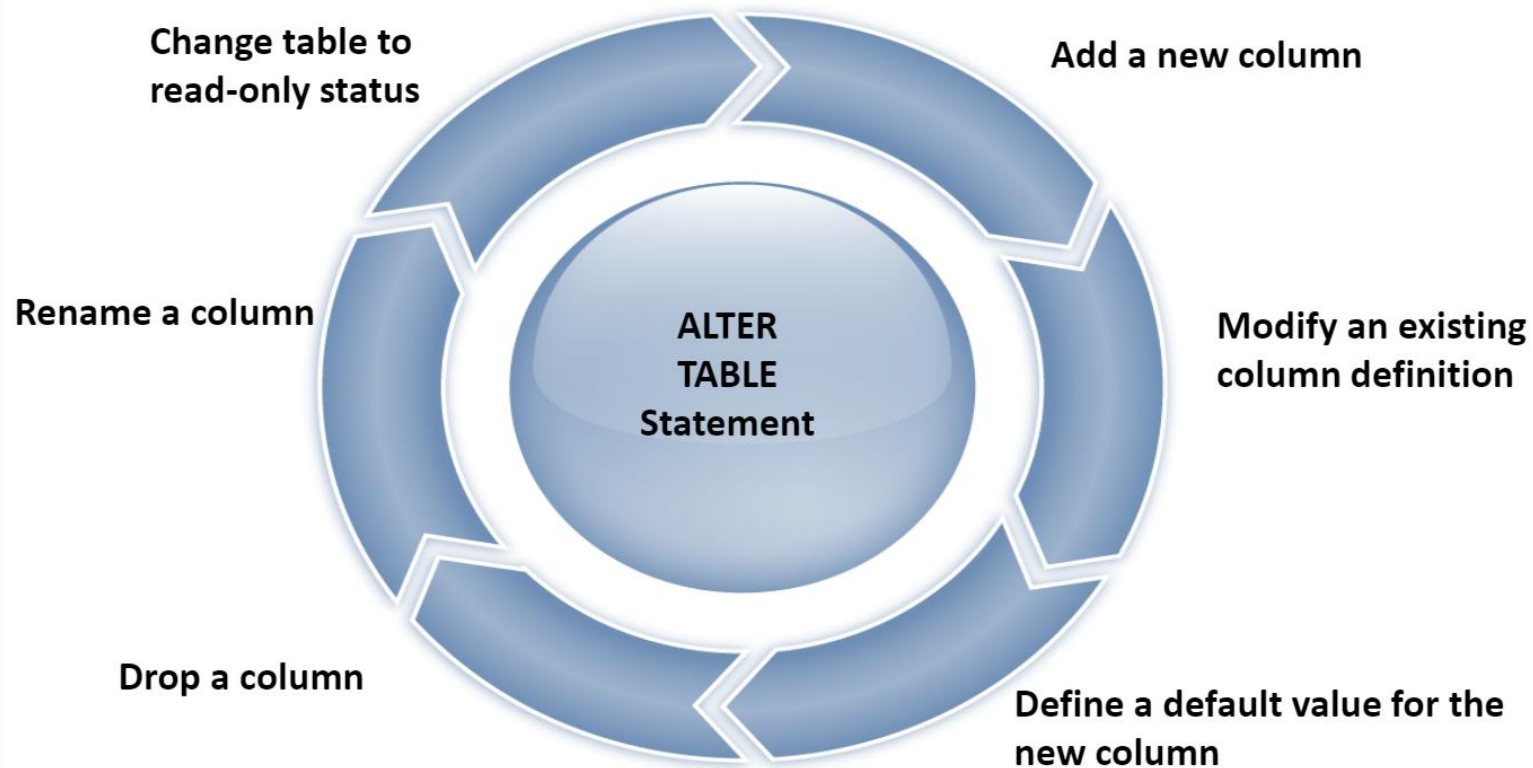 Change table to
read-only status
Add a new column
Rename a column
ALTER
TABLE
Statement
Modify an existing
column definition
Drop a column
Define a default value for the
new column